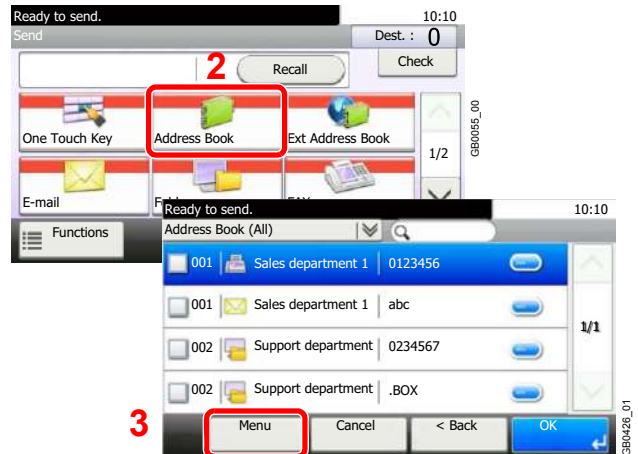 Ready to send. 10:10
Send Dest. : 0
2 Recall Check
One Touch Key Address Book Ext Address Book
1/2
E-mail
Functions
GB0055_00
Ready to send. 10:10
Address Book (All)
001 Sales department 1 0123456
001 Sales department 1 abc
1/1
002 Support department 0234567
002 Support department .BOX
3 Menu Cancel < Back OK
GB0426_01